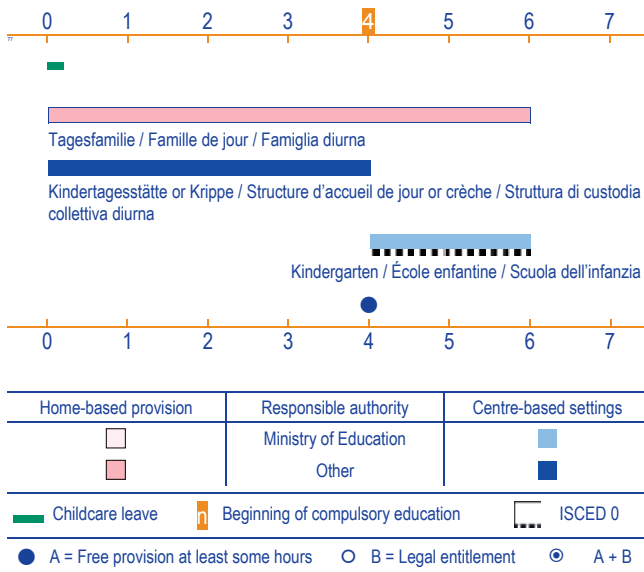 0 1 2 3 4 5 6 7
77
Tagesfamilie / Famille de jour / Famiglia diurna
Kindertagesstätte or Krippe / Structure d'accueil de jour or crèche / Struttura di custodia
collettiva diurna
Kindergarten / École enfantine / Scuola dell'infanzia
0 1 2 3 4 5 6 7
Home-based provision Responsible authority Centre-based settings
Ministry of Education
Other
Childcare leave n Beginning of compulsory education ISCED 0
A = Free provision at least some hours B = Legal entitlement A + B